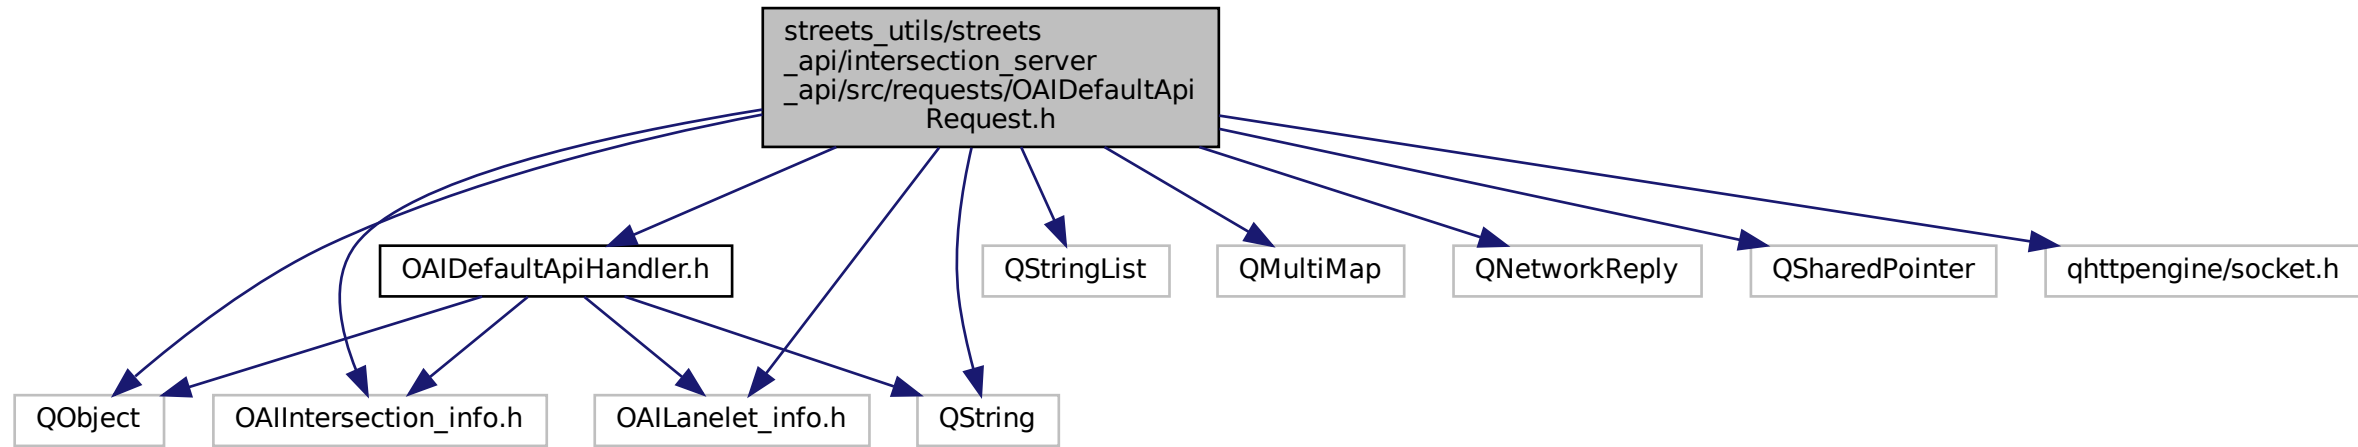 streets_utils/streets
_api/intersection_server
_api/src/requests/OAIDefaultApi
Request.h
OAIDefaultApiHandler.h
QStringList
QMultiMap
QNetworkReply
QSharedPointer
qhttpengine/socket.h
QObject
OAIIntersection_info.h
OAILanelet_info.h
QString